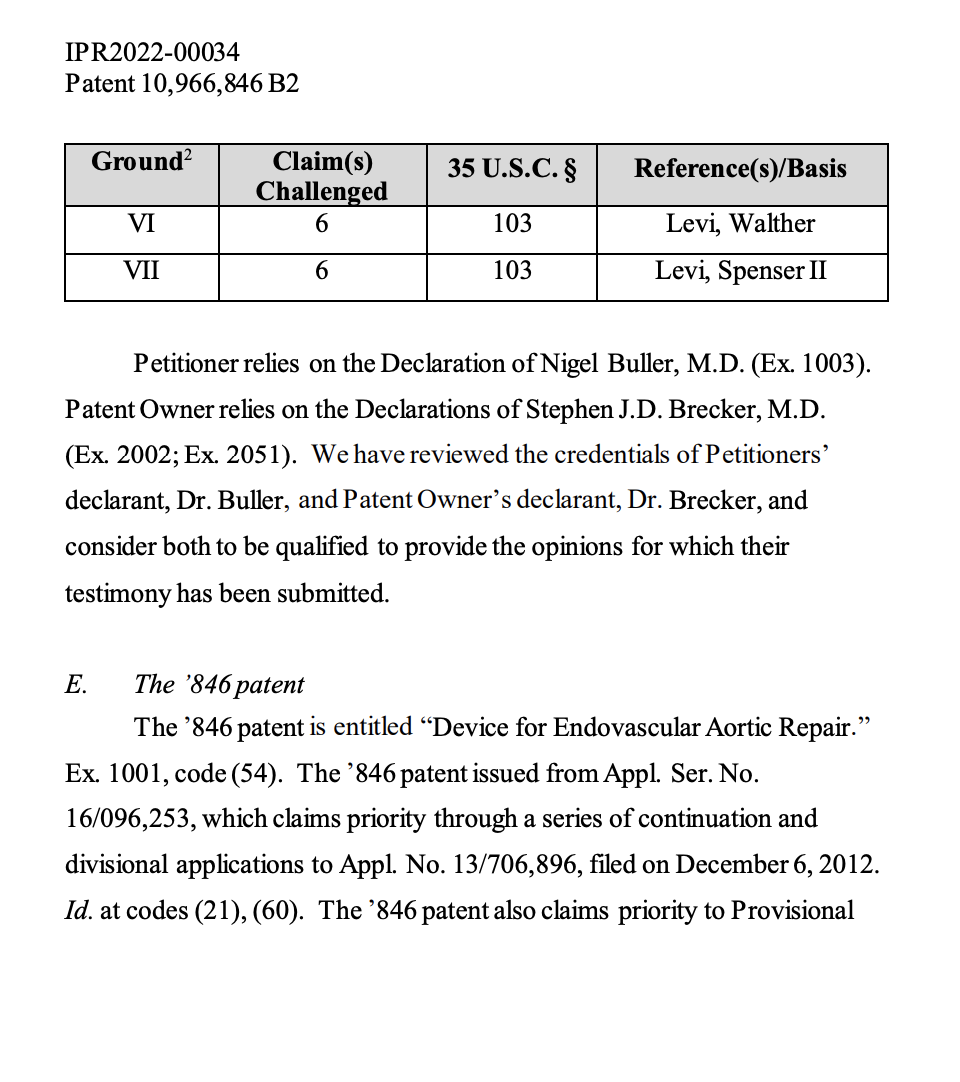 IPR2022-00034
Patent 10,966,846 B2
Ground2 Claim(s) Challenged 35 U.S.C. § Reference(s)/Basis
VI 6 103 Levi, Walther
VII 6 103 Levi, Spenser II
Petitioner relies on the Declaration of Nigel Buller, M.D. (Ex. 1003).
Patent Owner relies on the Declarations of Stephen J.D. Brecker, M.D.
(Ex. 2002; Ex. 2051). We have reviewed the credentials of Petitioners’
declarant, Dr. Buller, and Patent Owner’s declarant, Dr. Brecker, and
consider both to be qualified to provide the opinions for which their
testimony has been submitted.
E. The ’846 patent
The ’846 patent is entitled “Device for Endovascular Aortic Repair.”
Ex. 1001, code (54). The ’846 patent issued from Appl. Ser. No.
16/096,253, which claims priority through a series of continuation and
divisional applications to Appl. No. 13/706,896, filed on December 6, 2012.
Id. at codes (21), (60). The ’846 patent also claims priority to Provisional